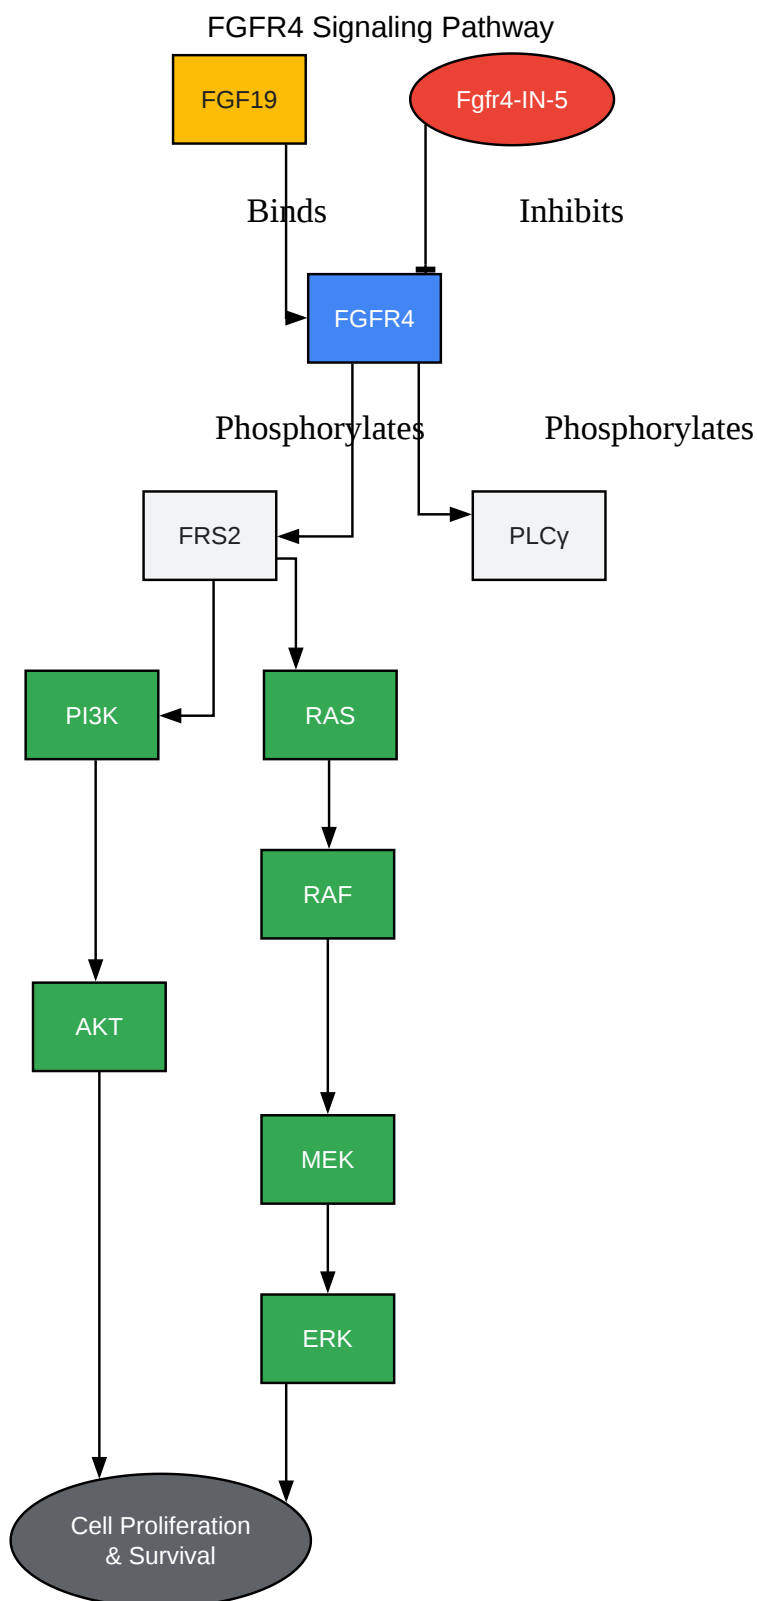 FGFR4 Signaling Pathway
FGF19
Fgfr4-IN-5
Binds
Inhibits
FGFR4
Phosphorylates
Phosphorylates
FRS2
PLCγ
PI3K
RAS
RAF
AKT
MEK
ERK
Cell Proliferation
& Survival